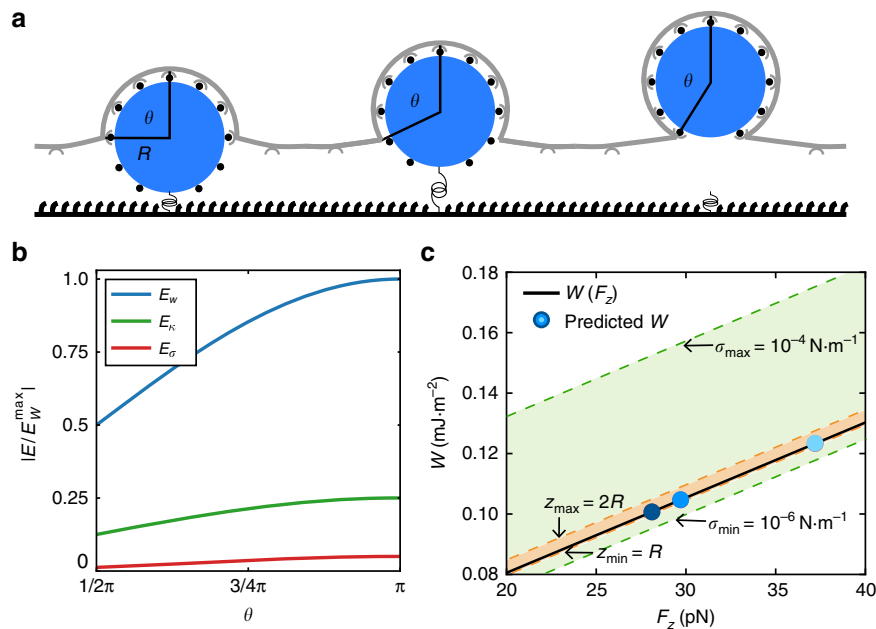 a
θ
R
θ
θ
b
1.0
0.75
0.5
0.25
0
|E/E_W^max|
E_w
E_κ
E_σ
1/2π
3/4π
π
θ
c
0.18
0.16
0.14
0.12
0.10
0.08
W (mJ·m⁻²)
W (F_z)
Predicted W
σ_max = 10⁻⁴ N·m⁻¹
z_max = 2R
σ_min = 10⁻⁶ N·m⁻¹
z_min = R
20
25
30
35
40
F_z (pN)